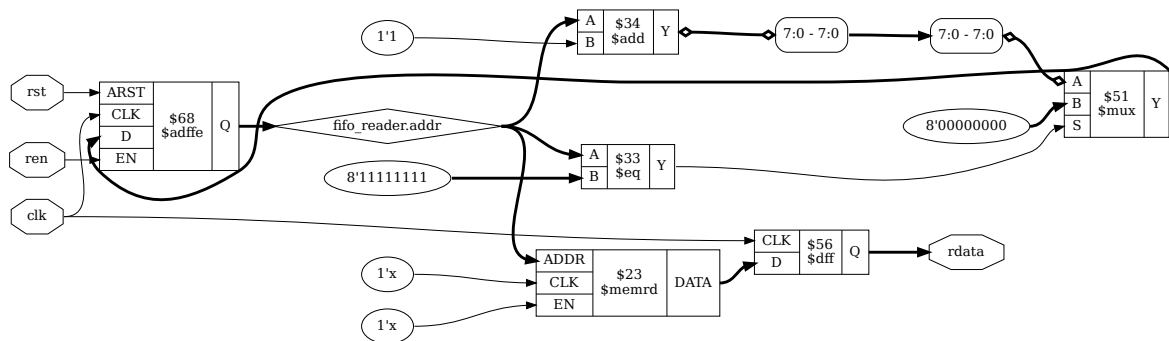 rst
ren
clk
ARST
CLK
D
EN
$68
$adffe
Q
fifo_reader.addr
1'1
A
B
$34
$add
Y
7:0 - 7:0
7:0 - 7:0
8'11111111
A
B
$33
$eq
Y
8'00000000
A
B
S
$51
$mux
Y
1'x
1'x
ADDR
CLK
EN
$23
$memrd
DATA
CLK
D
$56
$dff
Q
rdata